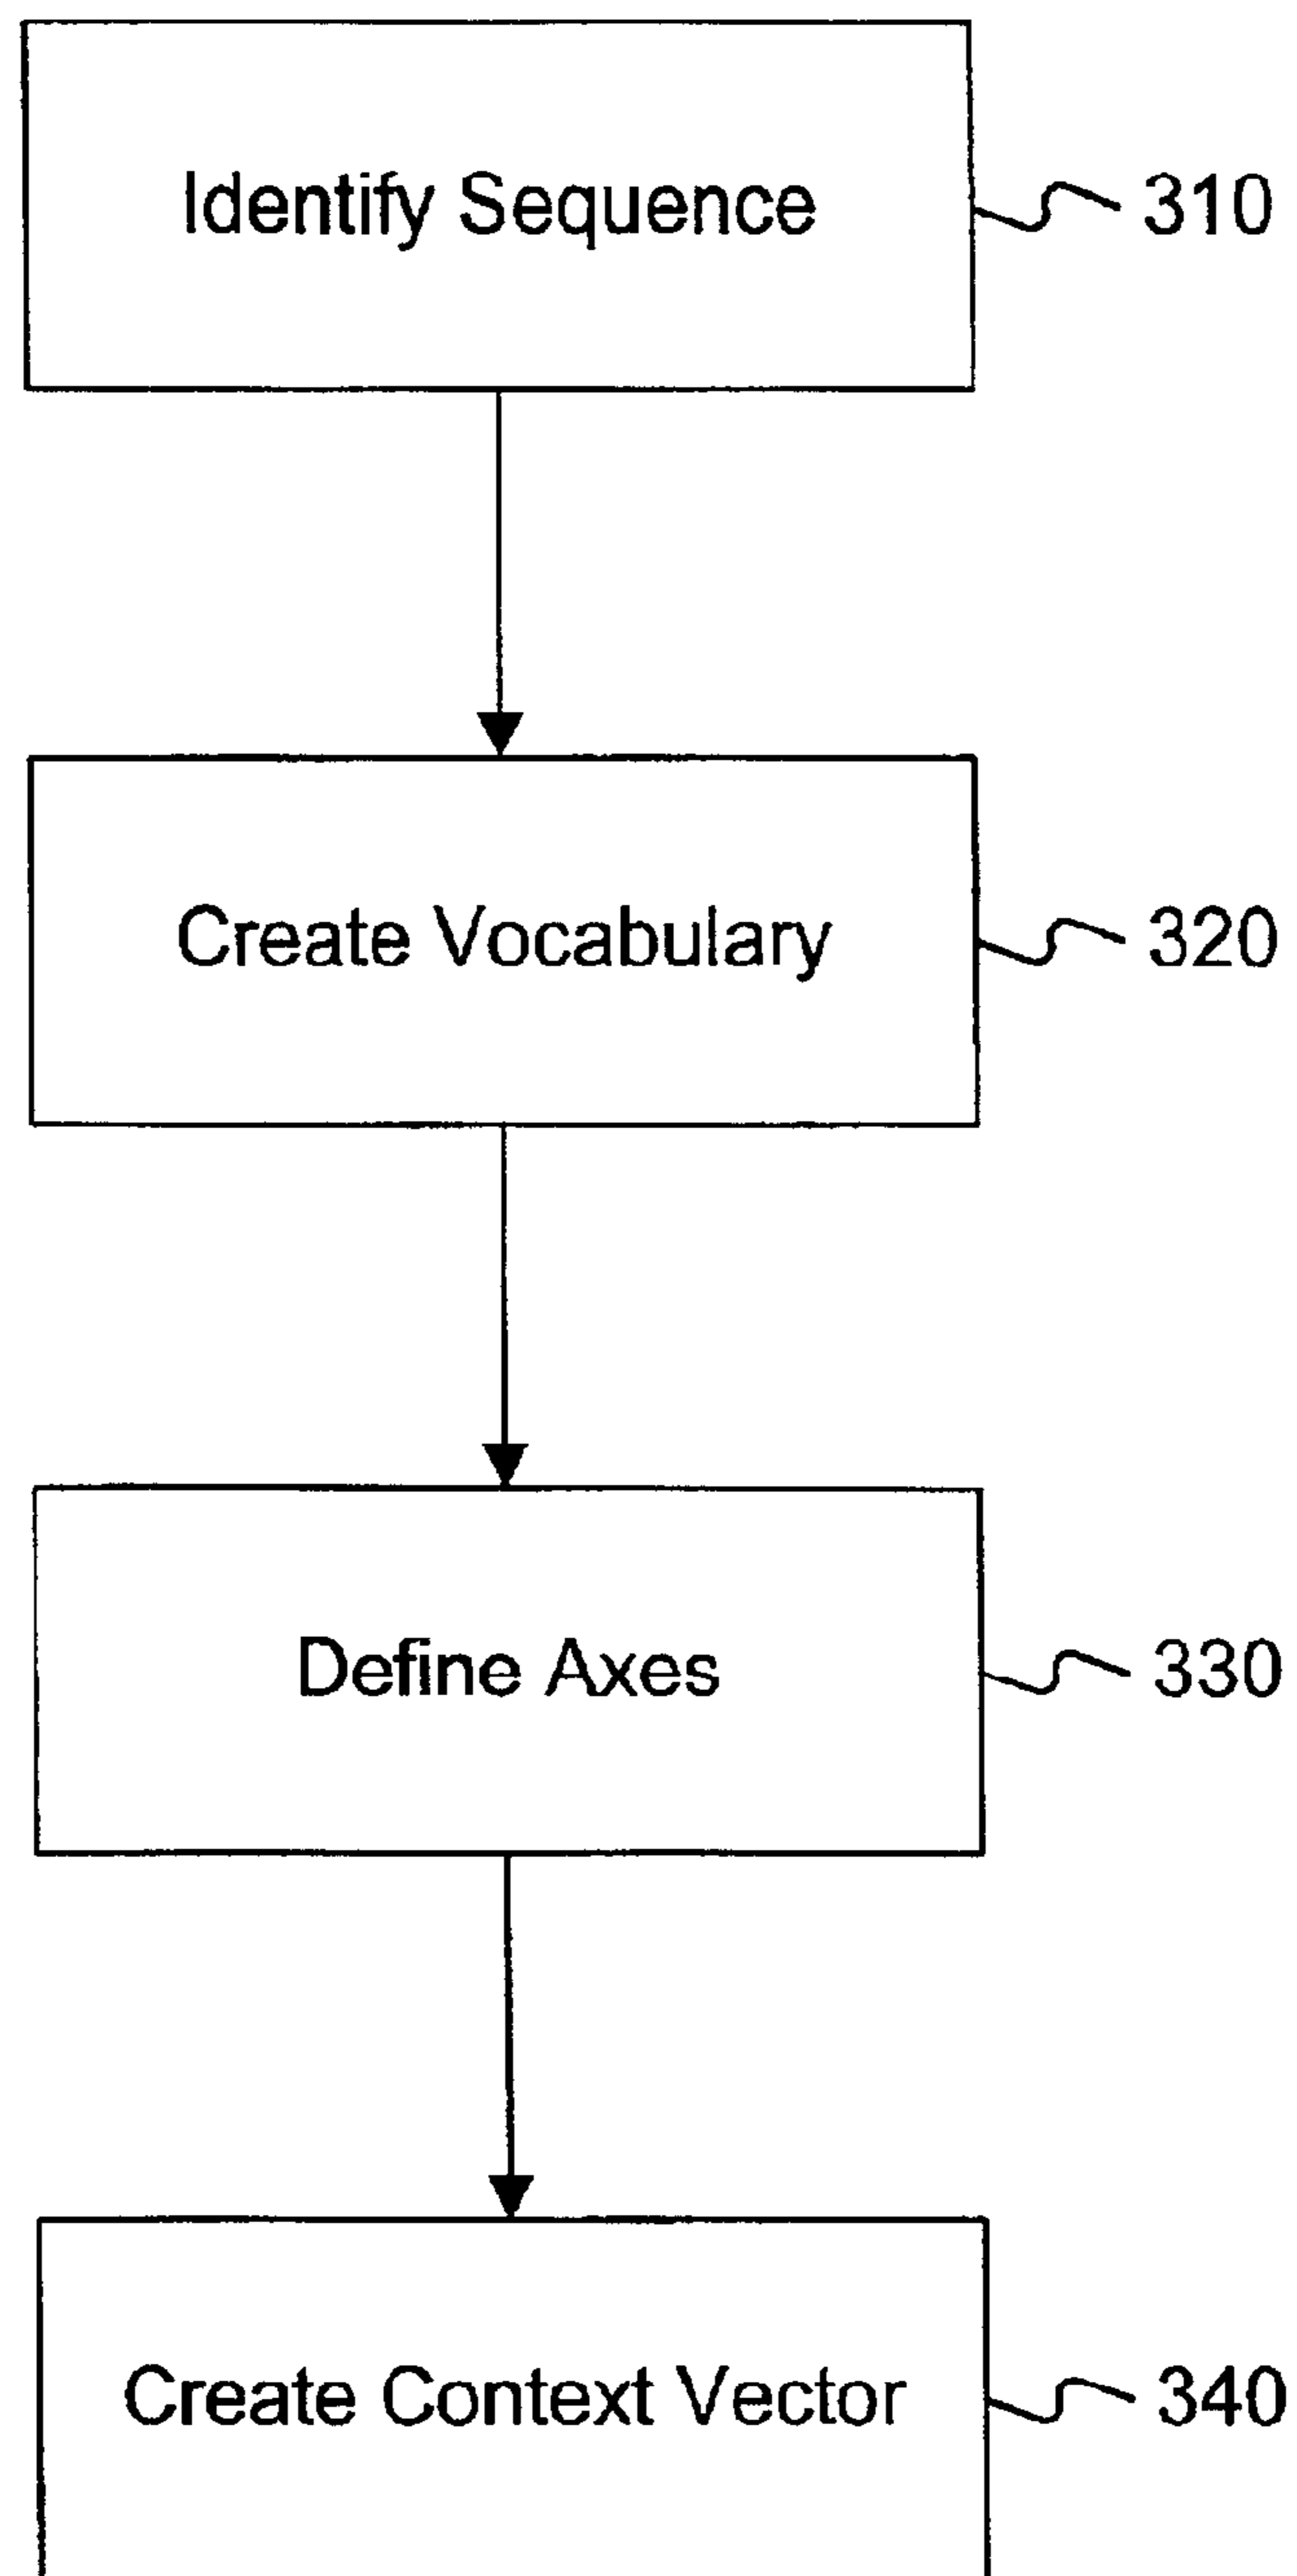 Identify Sequence 310
Create Vocabulary 320
Define Axes 330
Create Context Vector 340